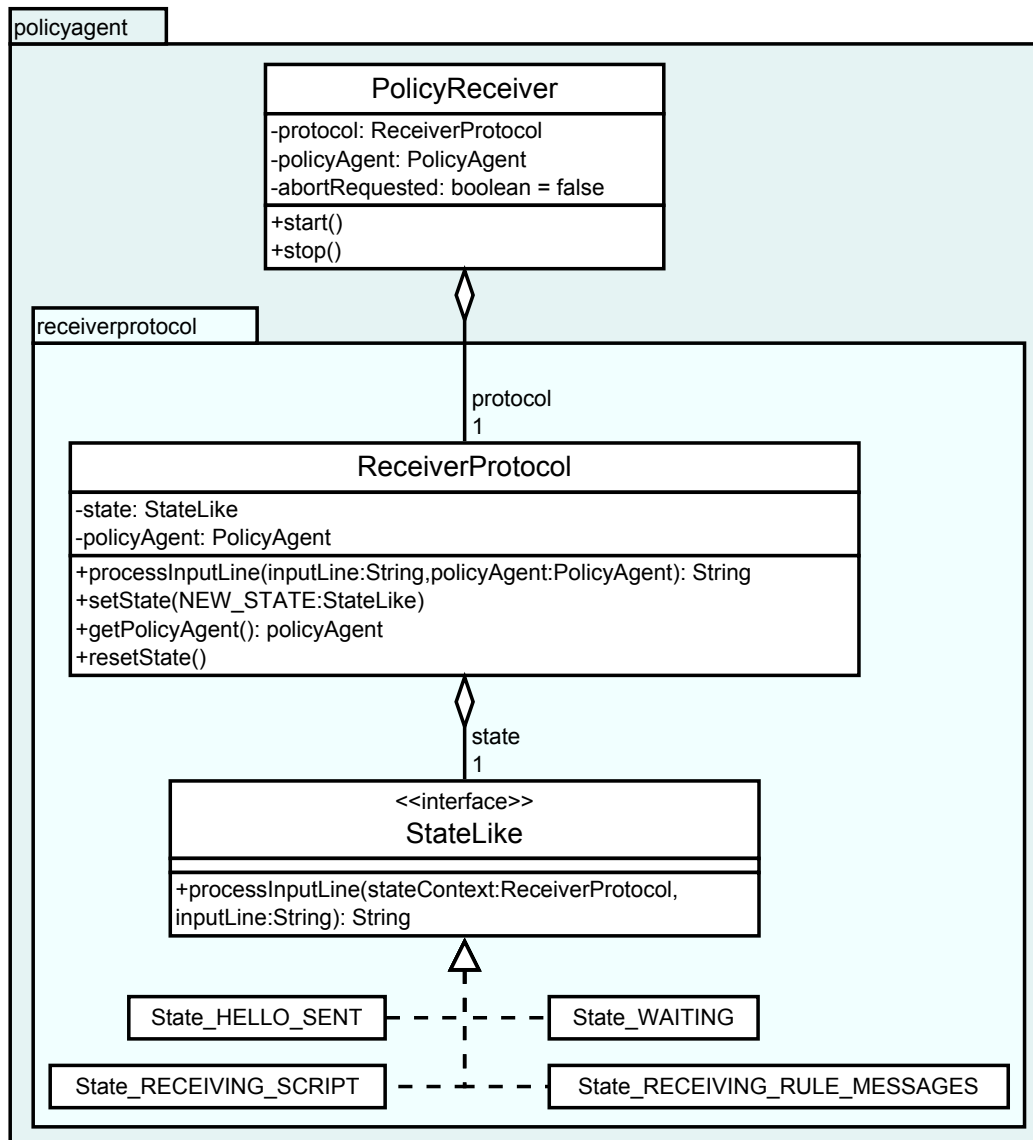 policyagent
PolicyReceiver
-protocol: ReceiverProtocol
-policyAgent: PolicyAgent
-abortRequested: boolean = false
+start()
+stop()
receiverprotocol
protocol
1
ReceiverProtocol
-state: StateLike
-policyAgent: PolicyAgent
+processInputLine(inputLine:String,policyAgent:PolicyAgent): String
+setState(NEW_STATE:StateLike)
+getPolicyAgent(): policyAgent
+resetState()
state
1
<<interface>>
StateLike
+processInputLine(stateContext:ReceiverProtocol,
inputLine:String): String
State_HELLO_SENT
State_WAITING
State_RECEIVING_SCRIPT
State_RECEIVING_RULE_MESSAGES